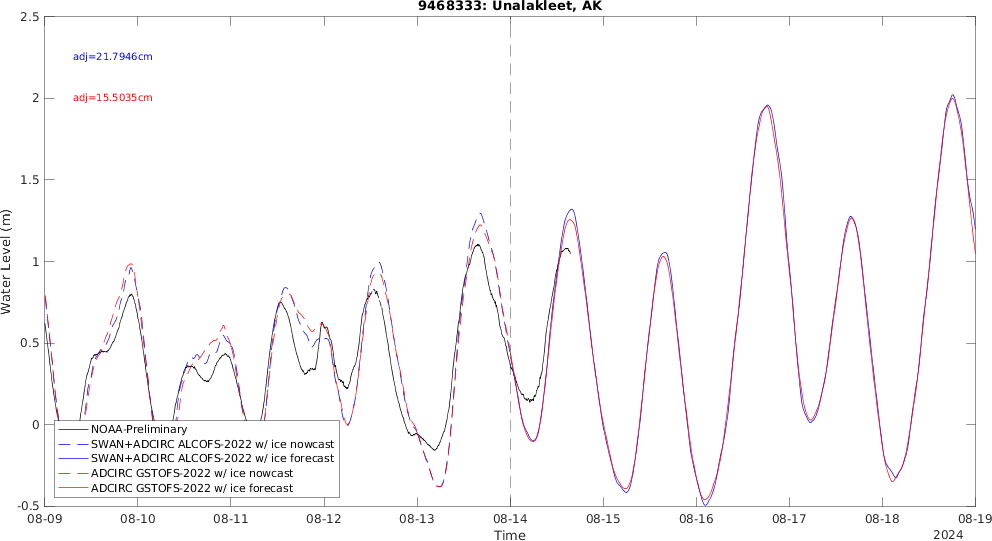 9468333: Unalakleet, AK
2.5
2
1.5
1
0.5
0
-0.5
Water Level (m)
adj=21.7946cm
adj=15.5035cm
NOAA-Preliminary
SWAN+ADCIRC ALCOFS-2022 w/ ice nowcast
SWAN+ADCIRC ALCOFS-2022 w/ ice forecast
ADCIRC GSTOFS-2022 w/ ice nowcast
ADCIRC GSTOFS-2022 w/ ice forecast
08-09 08-10 08-11 08-12 08-13 08-14 08-15 08-16 08-17 08-18 08-19
Time
2024